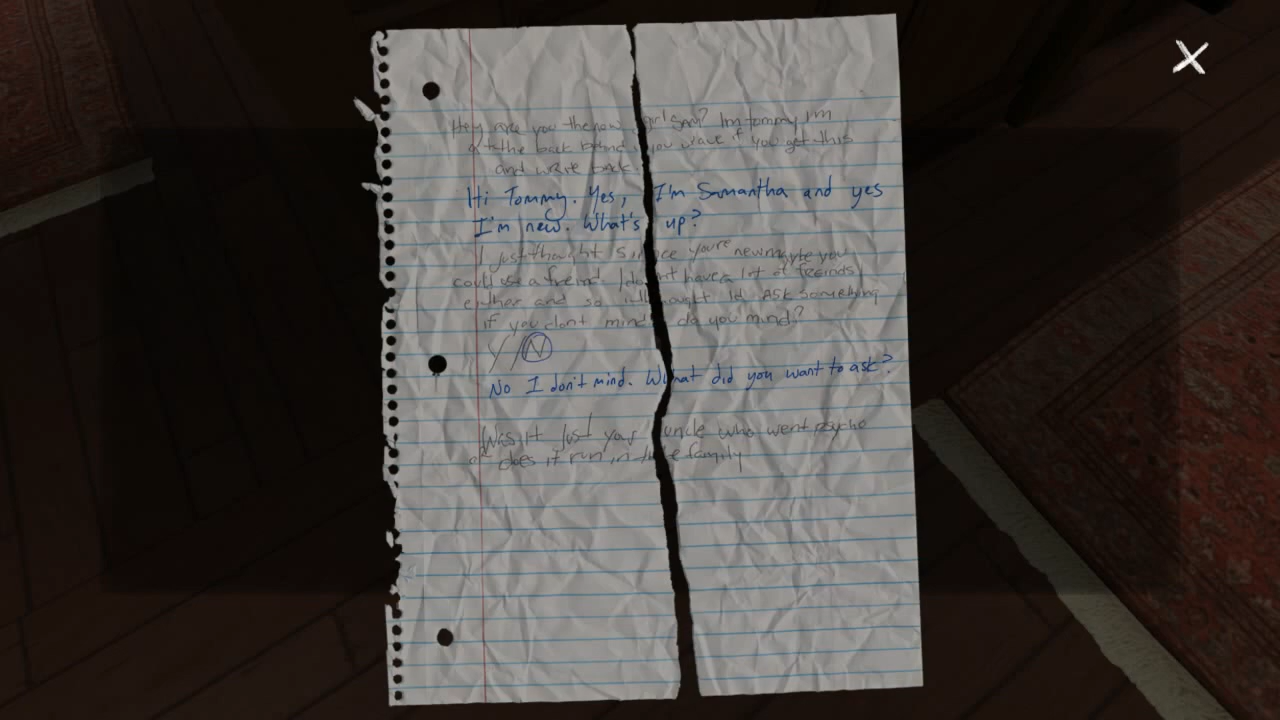 Hey are you the new girl Sam? Im tommy Im
at the back behind you wave if you get this
and write back
Hi Tommy. Yes, I'm Samantha and yes
I'm new. What's up?
I just thought since youre new maybe you
could use a freind. I dont have a lot of freinds
eithar and so i thought Id ASK something
if you dont mind do you mind?
Y/N
No I don't mind. What did you want to ask?
Was it just your uncle who went psycho
or does it run in the family